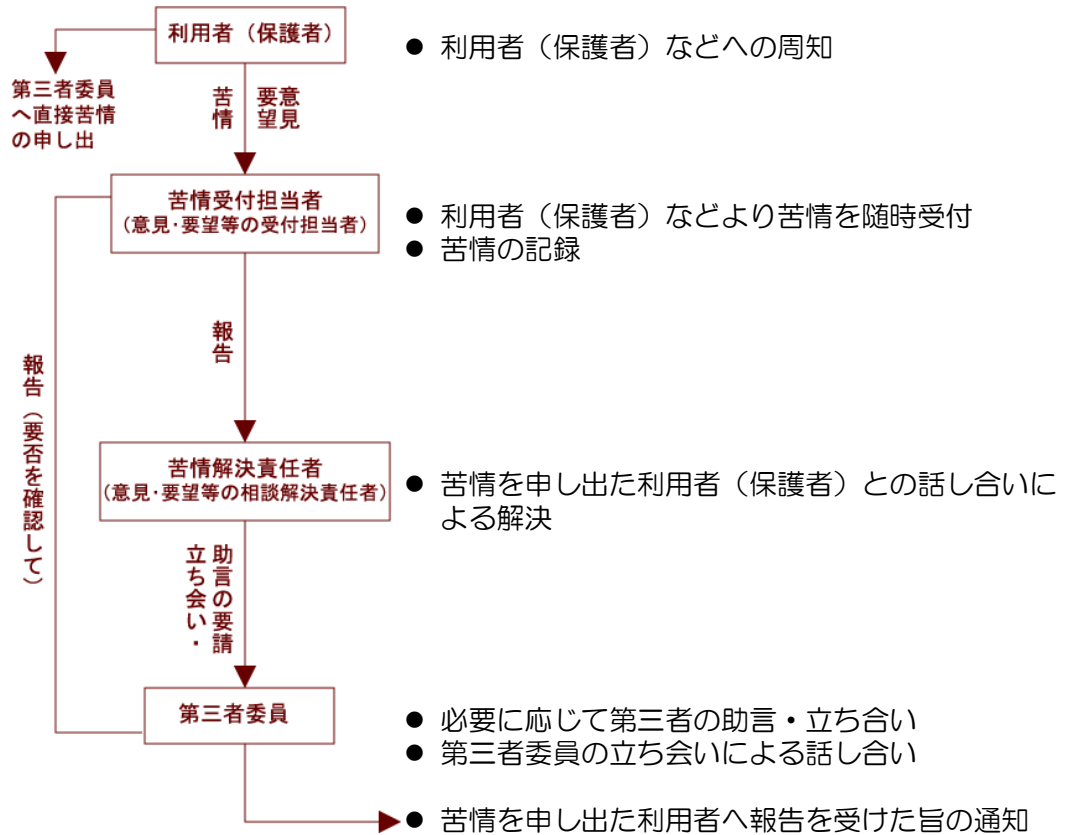 利用者（保護者）
● 利用者（保護者）などへの周知
第三者委員
へ直接苦情
の申し出
苦情
意見
要望
苦情受付担当者
(意見･要望等の受付担当者)
● 利用者（保護者）などより苦情を随時受付
● 苦情の記録
報告
報告（要否を確認して）
苦情解決責任者
(意見･要望等の相談解決責任者)
● 苦情を申し出た利用者（保護者）との話し合いに
よる解決
立ち会い・
助言の要請
第三者委員
● 必要に応じて第三者の助言・立ち合い
● 第三者委員の立ち会いによる話し合い
● 苦情を申し出た利用者へ報告を受けた旨の通知